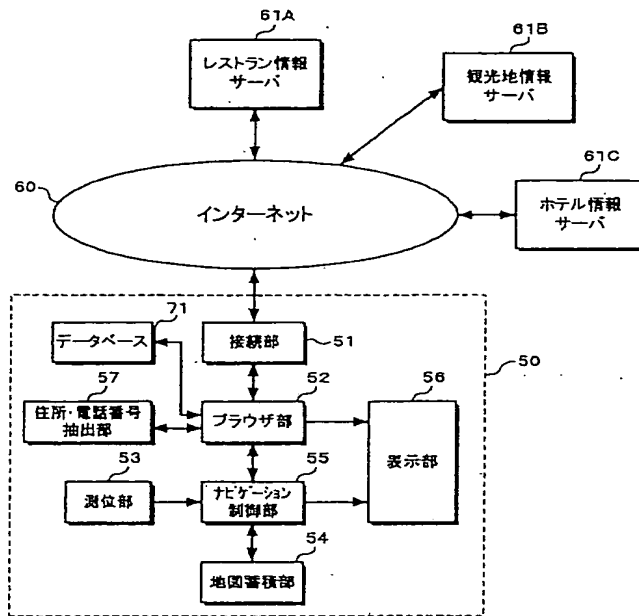 61A
レストラン情報
サーバ
61B
観光地情報
サーバ
61C
ホテル情報
サーバ
60
インターネット
71
データベース
接続部
51
50
57
住所・電話番号
抽出部
52
ブラウザ部
56
表示部
53
測位部
55
ナビゲーション
制御部
54
地図蓄積部